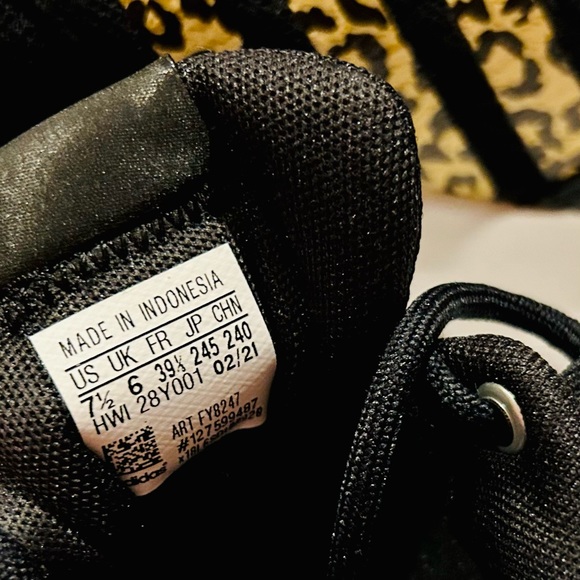 MADE IN INDONESIA
US UK FR JP CHN
7½ 6 39⅓ 245 240
HWI 28Y001 02/21
ART FY8247
#127599487
adidas